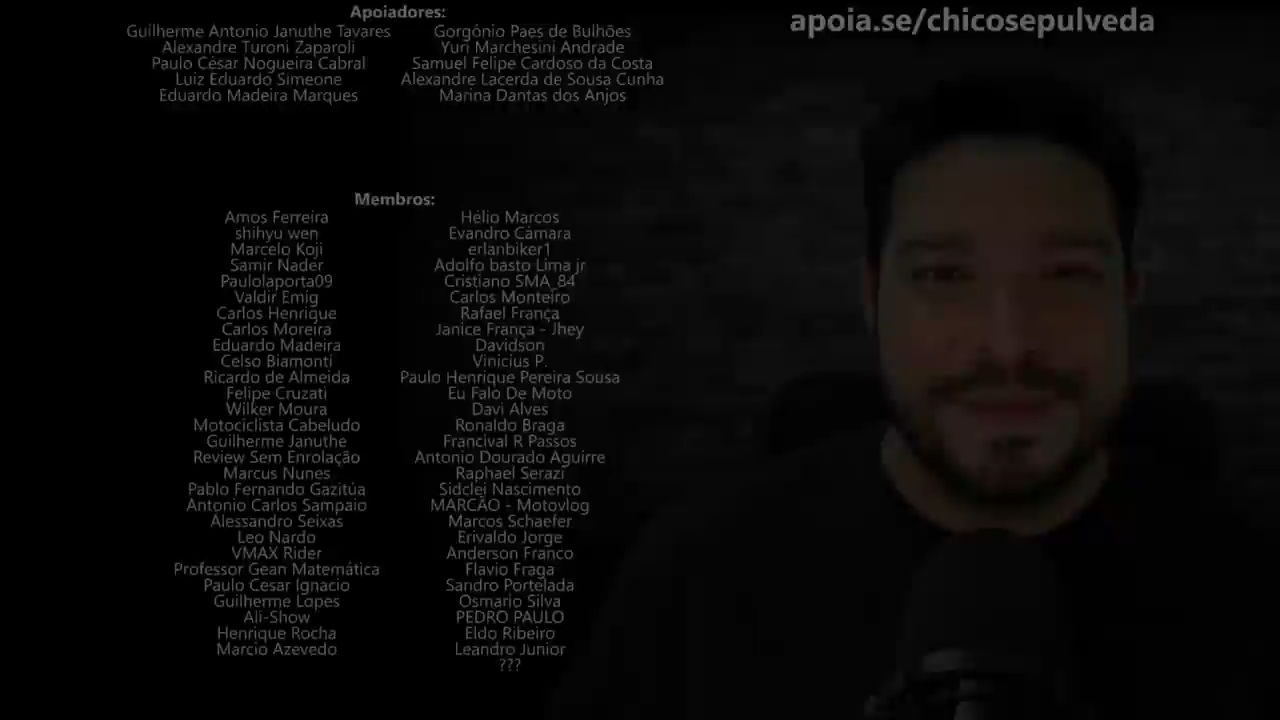 Apoiadores:
Guilherme Antonio Januthe Tavares
Alexandre Turoni Zaparoli
Paulo César Nogueira Cabral
Luiz Eduardo Simeone
Eduardo Madeira Marques
Gorgônio Paes de Bulhões
Yuri Marchesini Andrade
Samuel Felipe Cardoso da Costa
Alexandre Lacerda de Sousa Cunha
Marina Dantas dos Anjos
apoia.se/chicosepulveda
Membros:
Amos Ferreira
shihyu wen
Marcelo Koji
Samir Nader
Paulolaporta09
Valdir Emig
Carlos Henrique
Carlos Moreira
Eduardo Madeira
Celso Biamonti
Ricardo de Almeida
Felipe Cruzati
Wilker Moura
Motociclista Cabeludo
Guilherme Januthe
Review Sem Enrolação
Marcus Nunes
Pablo Fernando Gazitúa
Antonio Carlos Sampaio
Alessandro Seixas
Leo Nardo
VMAX Rider
Professor Gean Matemática
Paulo Cesar Ignacio
Guilherme Lopes
Ali-Show
Henrique Rocha
Marcio Azevedo
Hélio Marcos
Evandro Câmara
erlanbiker1
Adolfo basto Lima jr
Cristiano SMA_84
Carlos Monteiro
Rafael França
Janice França - Jhey
Davidson
Vinicius P.
Paulo Henrique Pereira Sousa
Eu Falo De Moto
Davi Alves
Ronaldo Braga
Francival R Passos
Antonio Dourado Aguirre
Raphael Serazi
Sidclei Nascimento
MARCÃO - Motovlog
Marcos Schaefer
Erivaldo Jorge
Anderson Franco
Flavio Fraga
Sandro Portelada
Osmario Silva
PEDRO PAULO
Eldo Ribeiro
Leandro Junior
???